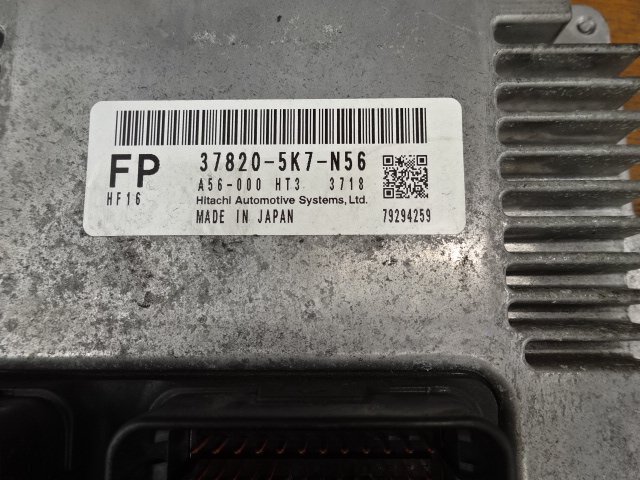 FP 37820-5K7-N56
HF16 A56-000 HT3 3718
Hitachi Automotive Systems, Ltd.
MADE IN JAPAN 79294259